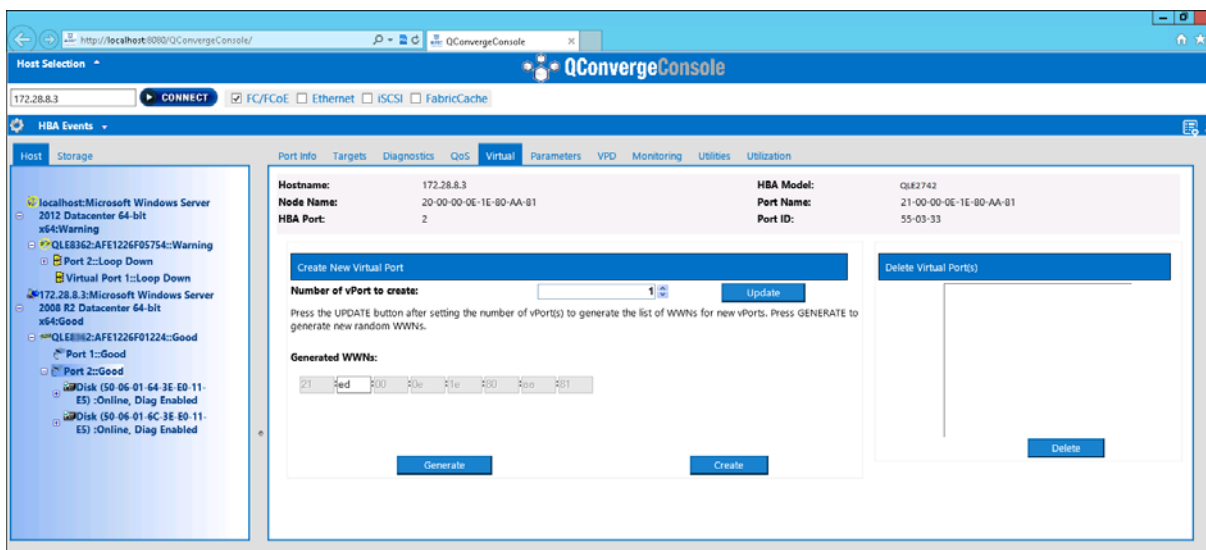 http://localhost:8080/QConvergeConsole/
QConvergeConsole
Host Selection
QConvergeConsole
172.28.8.3 CONNECT FC/FCoE Ethernet iSCSI FabricCache
HBA Events
Host Storage
Port Info Targets Diagnostics QoS Virtual Parameters VPD Monitoring Utilities Utilization
localhost:Microsoft Windows Server
2012 Datacenter 64-bit
x64:Warning
QLE8362:AFE1226F05754::Warning
Port 2::Loop Down
Virtual Port 1::Loop Down
172.28.8.3:Microsoft Windows Server
2008 R2 Datacenter 64-bit
x64:Good
Port 1::Good
Port 2::Good
Disk (50-06-01-64-3E-E0-11-
E5) :Online, Diag Enabled
Disk (50-06-01-6C-3E-E0-11-
E5) :Online, Diag Enabled
Hostname: 172.28.8.3 HBA Model: QLE2742
Node Name: 20-00-00-0E-1E-80-AA-81 Port Name: 21-00-00-0E-1E-80-AA-81
HBA Port: 2 Port ID: 55-03-33
Create New Virtual Port
Number of vPort to create: 1 Update
Press the UPDATE button after setting the number of vPort(s) to generate the list of WWNs for new vPorts. Press GENERATE to
generate new random WWNs.
Generated WWNs:
21 :ed :00 :0e :1e :80 :aa :81
Generate Create
Delete Virtual Port(s)
Delete